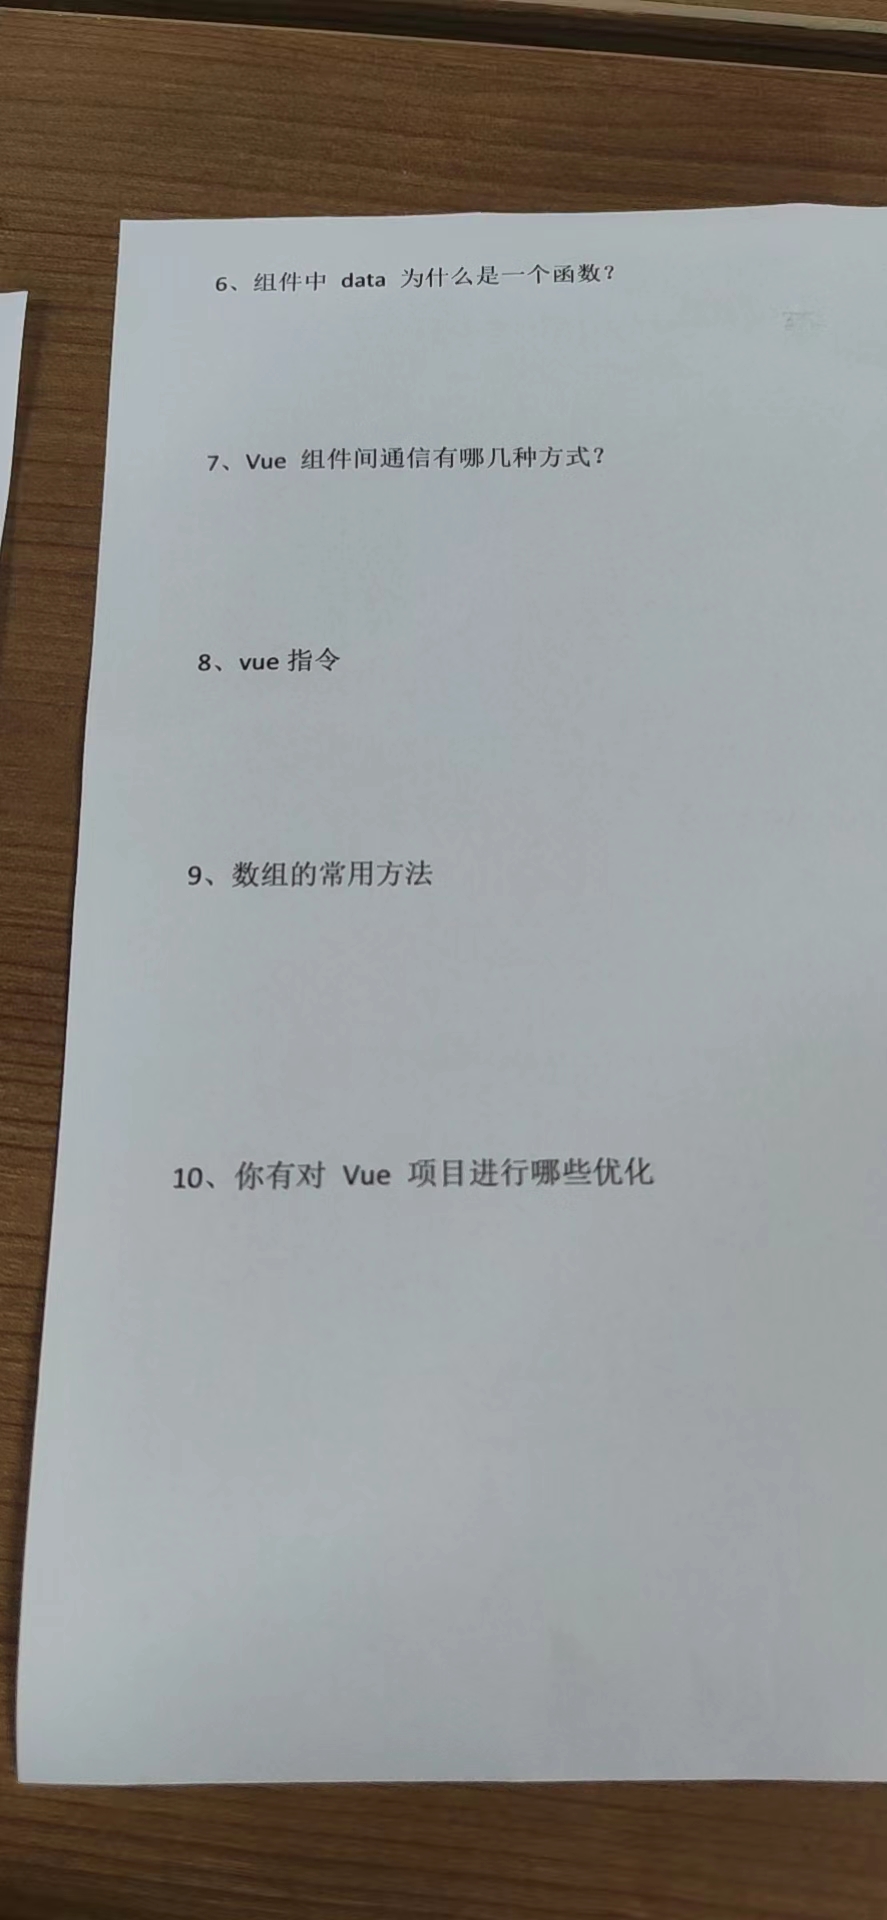 6、组件中 data 为什么是一个函数？
7、Vue 组件间通信有哪几种方式？
8、vue 指令
9、数组的常用方法
10、你有对 Vue 项目进行哪些优化